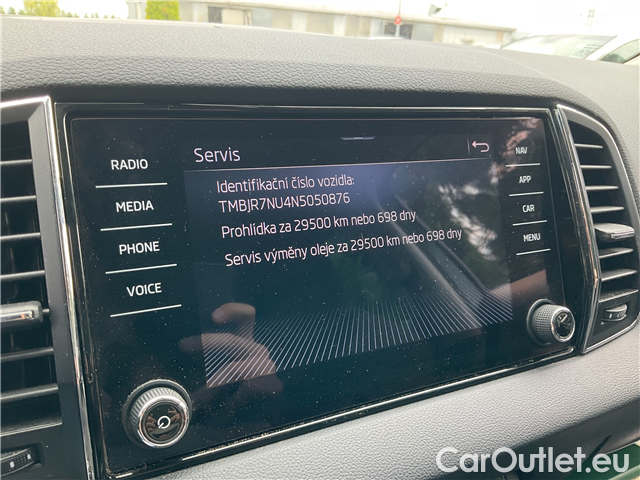 RADIO
MEDIA
PHONE
VOICE
Servis
Identifikační číslo vozidla:
TMBJR7NU4N5050876
Prohlídka za 29500 km nebo 698 dny
Servis výměny oleje za 29500 km nebo 698 dny
NAV
APP
CAR
MENU
CarOutlet.eu